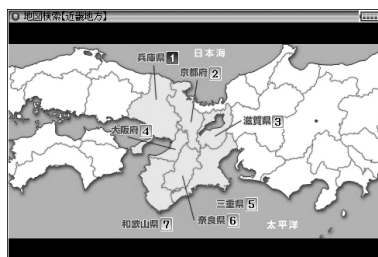 地図検索【近畿地方】
日本海
兵庫県 1
京都府 2
滋賀県 3
大阪府 4
三重県 5
奈良県 6
和歌山県 7
太平洋